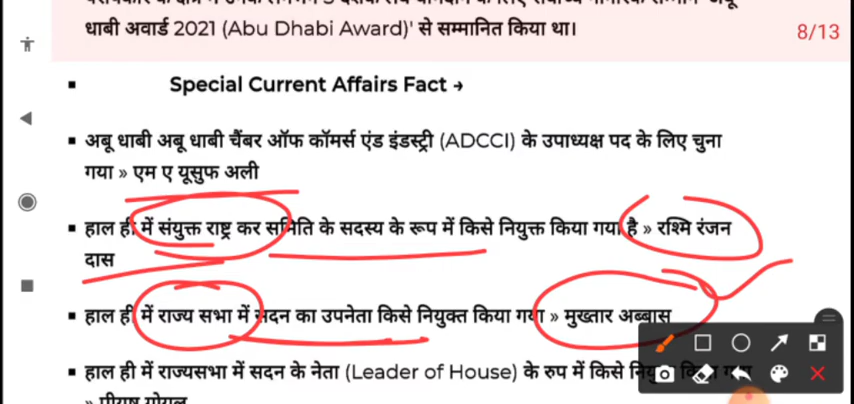 धाबी अवार्ड 2021 (Abu Dhabi Award)' से सम्मानित किया था।
8/13
Special Current Affairs Fact →
अबू धाबी अबू धाबी चैंबर ऑफ कॉमर्स एंड इंडस्ट्री (ADCCI) के उपाध्यक्ष पद के लिए चुना
गया » एम ए यूसुफ अली
हाल ही में संयुक्त राष्ट्र कर समिति के सदस्य के रूप में किसे नियुक्त किया गया है » रश्मि रंजन
दास
हाल ही में राज्य सभा में सदन का उपनेता किसे नियुक्त किया गया » मुख्तार अब्बास
हाल ही में राज्यसभा में सदन के नेता (Leader of House) के रुप में किसे
» पीयूष गोयल